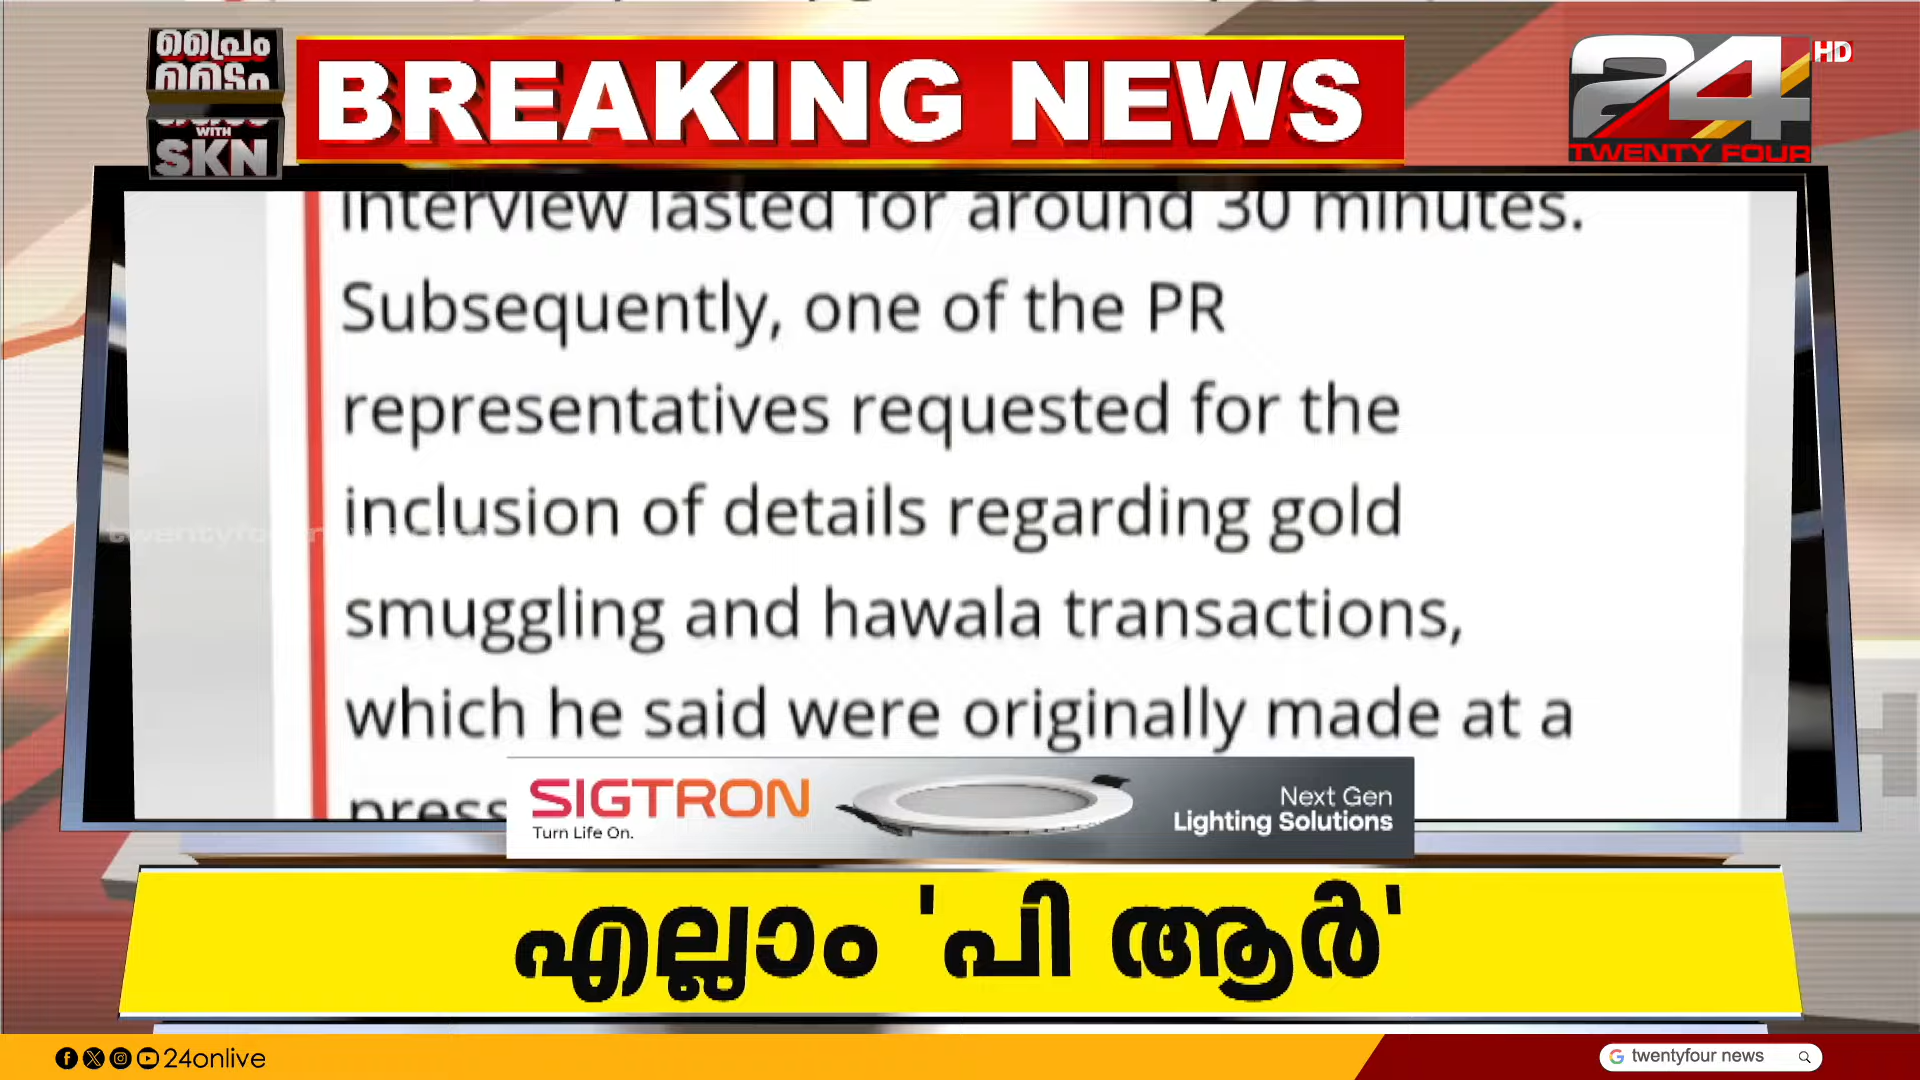 പ്രൈം
ടൈം
WITH
SKN
BREAKING NEWS
24
HD
TWENTY FOUR
interview lasted for around 30 minutes.
Subsequently, one of the PR
representatives requested for the
inclusion of details regarding gold
smuggling and hawala transactions,
which he said were originally made at a
press
SIGTRON
Turn Life On.
Next Gen
Lighting Solutions
എല്ലാം 'പി ആർ'
24onlive
twentyfour news